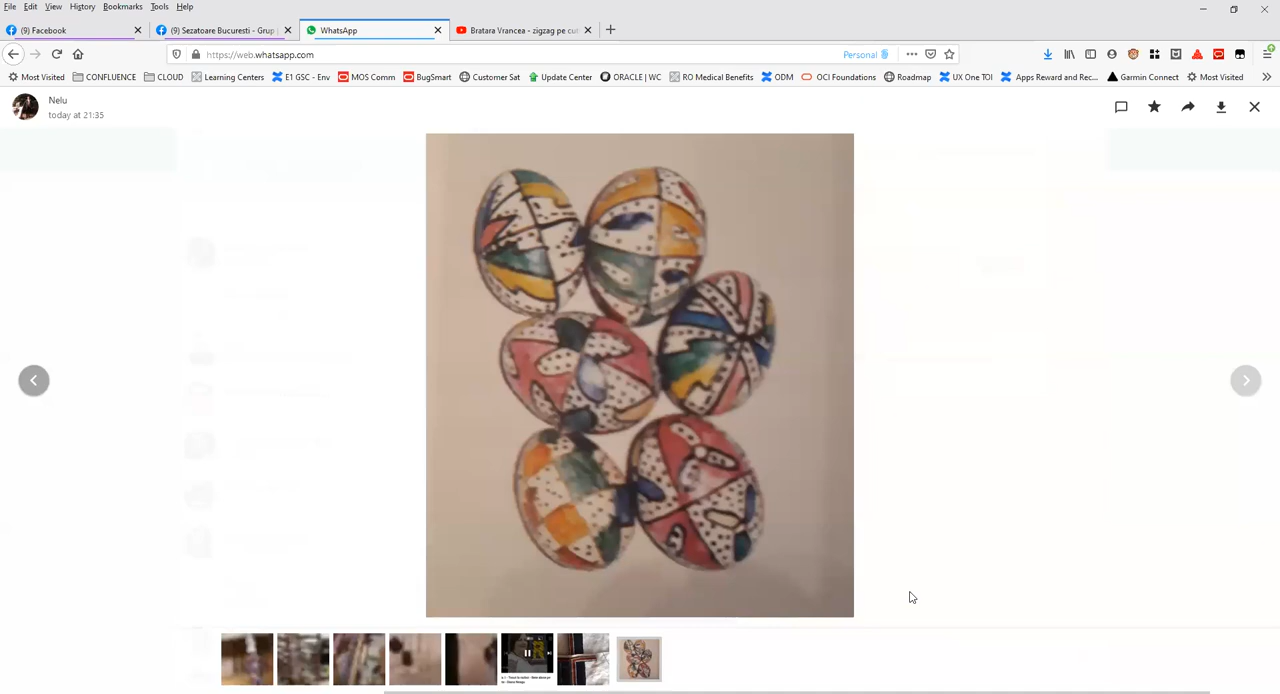 File Edit View History Bookmarks Tools Help
(9) Facebook (9) Sezatoare Bucuresti - Grup WhatsApp Bratara Vrancea - zigzag pe cu
https://web.whatsapp.com Personal
Most Visited CONFLUENCE CLOUD Learning Centers E1 GSC - Env MOS Comm BugSmart Customer Sat Update Center ORACLE | WC RO Medical Benefits ODM OCI Foundations Roadmap UX One TOI Apps Reward and Rec... Garmin Connect Most Visited
Nelu
today at 21:35